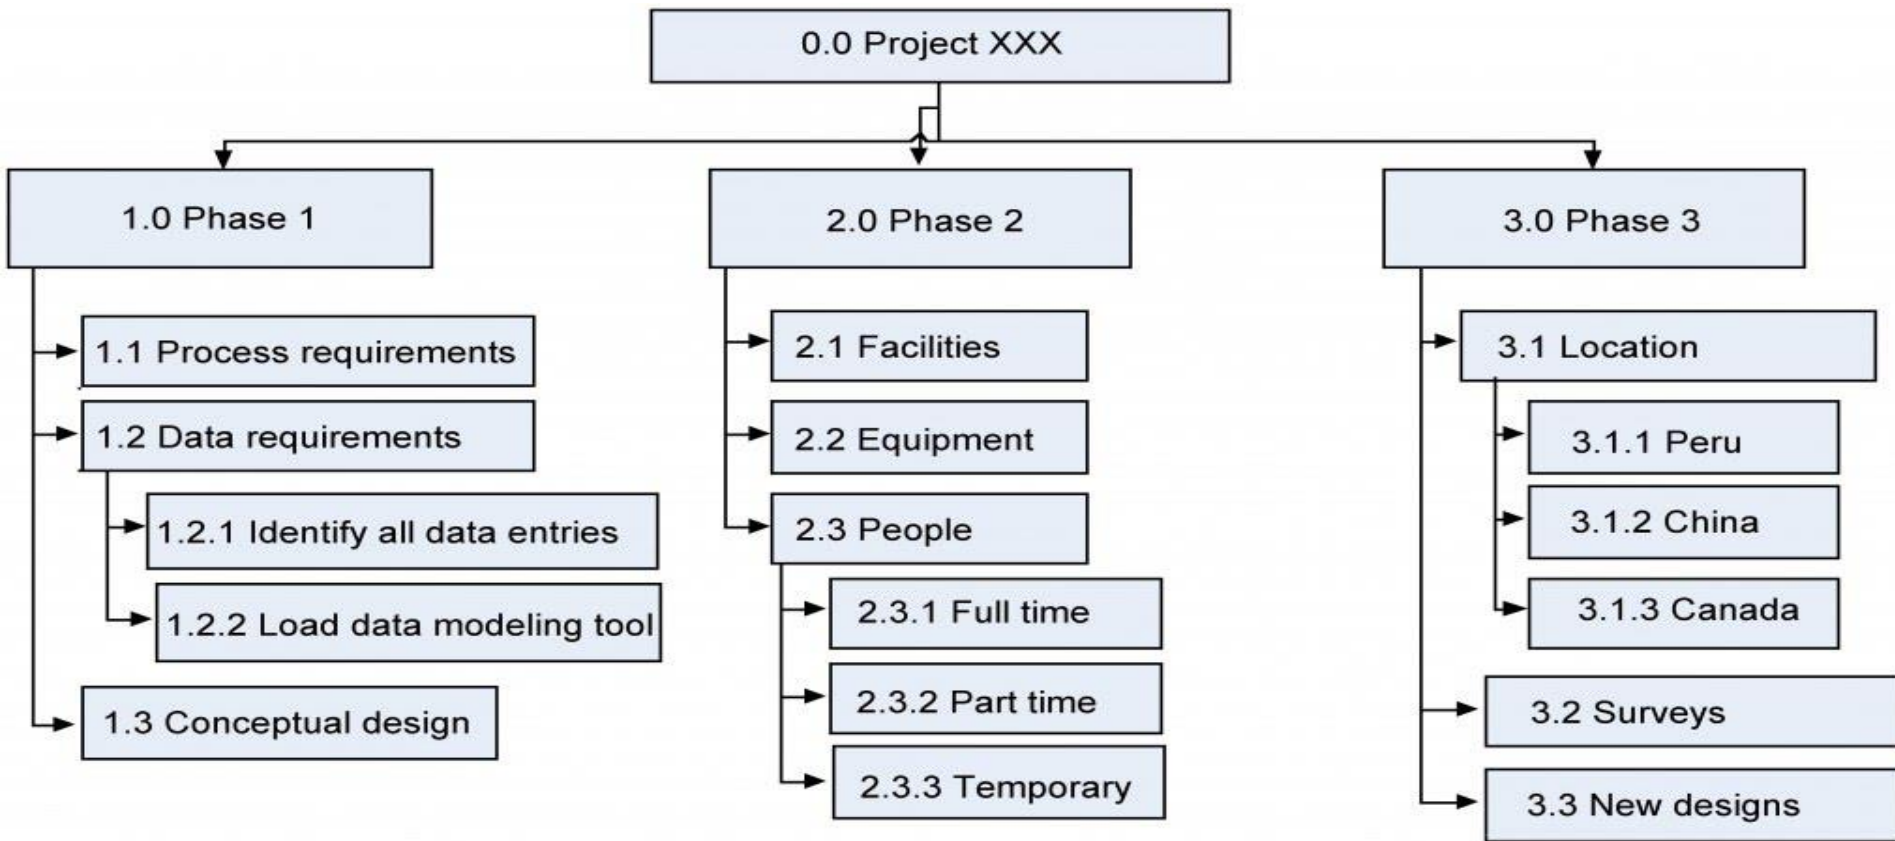 0.0 Project XXX
1.0 Phase 1
1.1 Process requirements
1.2 Data requirements
1.2.1 Identify all data entries
1.2.2 Load data modeling tool
1.3 Conceptual design
2.0 Phase 2
2.1 Facilities
2.2 Equipment
2.3 People
2.3.1 Full time
2.3.2 Part time
2.3.3 Temporary
3.0 Phase 3
3.1 Location
3.1.1 Peru
3.1.2 China
3.1.3 Canada
3.2 Surveys
3.3 New designs